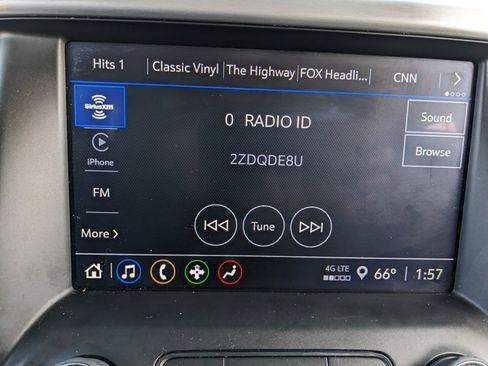 Hits 1 Classic Vinyl The Highway FOX Headli... CNN
SiriusXM
0 RADIO ID
Sound
iPhone
2ZDQDE8U
Browse
FM
Tune
More >
4G LTE 66° 1:57